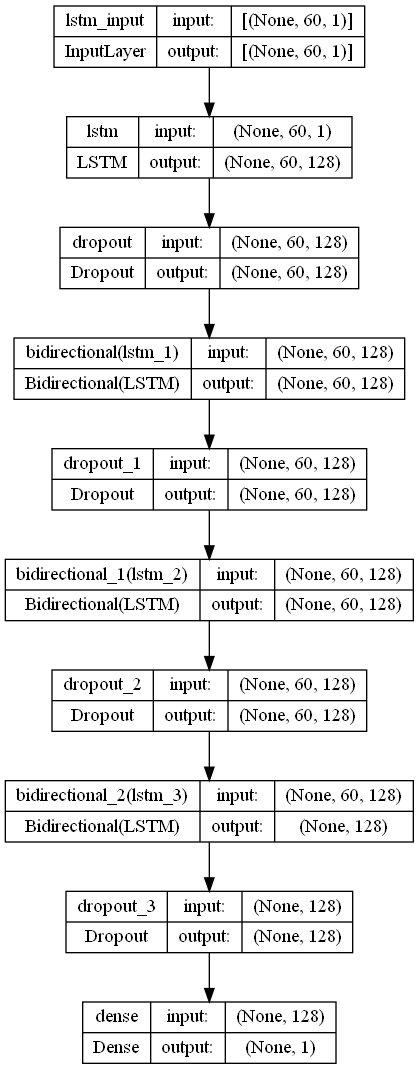 lstm_input input: [(None, 60, 1)]
InputLayer output: [(None, 60, 1)]
lstm input: (None, 60, 1)
LSTM output: (None, 60, 128)
dropout input: (None, 60, 128)
Dropout output: (None, 60, 128)
bidirectional(lstm_1) input: (None, 60, 128)
Bidirectional(LSTM) output: (None, 60, 128)
dropout_1 input: (None, 60, 128)
Dropout output: (None, 60, 128)
bidirectional_1(lstm_2) input: (None, 60, 128)
Bidirectional(LSTM) output: (None, 60, 128)
dropout_2 input: (None, 60, 128)
Dropout output: (None, 60, 128)
bidirectional_2(lstm_3) input: (None, 60, 128)
Bidirectional(LSTM) output: (None, 128)
dropout_3 input: (None, 128)
Dropout output: (None, 128)
dense input: (None, 128)
Dense output: (None, 1)